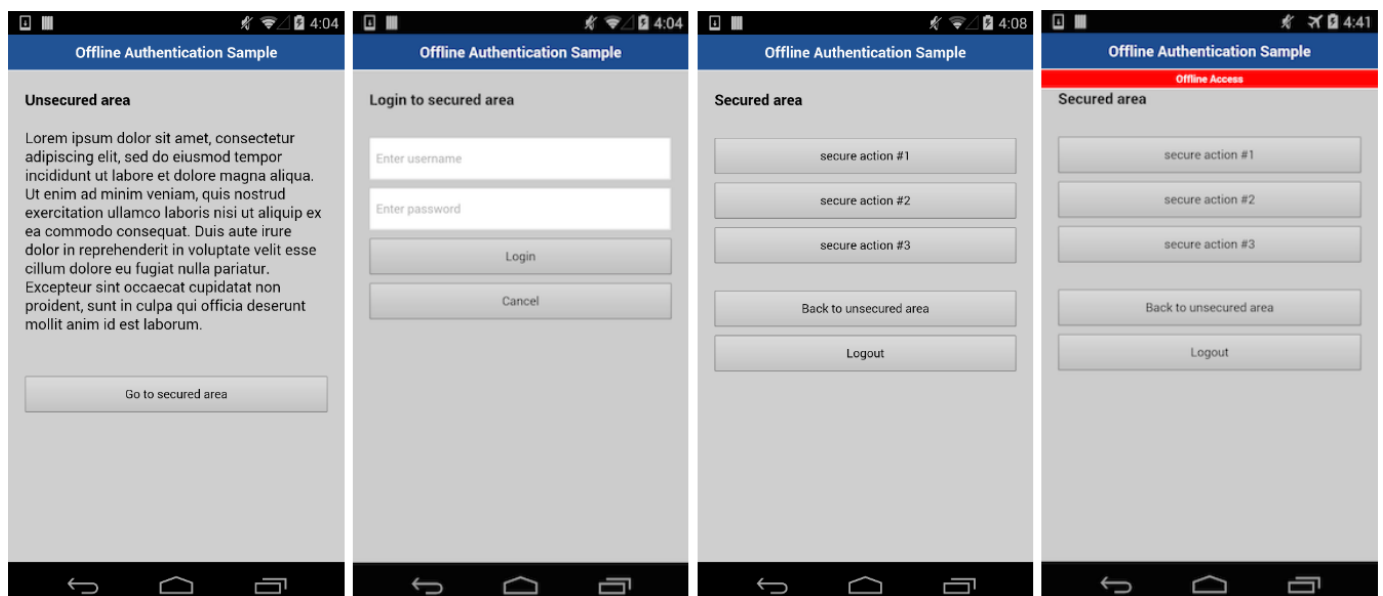 4:04
Offline Authentication Sample
Unsecured area
Lorem ipsum dolor sit amet, consectetur
adipiscing elit, sed do eiusmod tempor
incididunt ut labore et dolore magna aliqua.
Ut enim ad minim veniam, quis nostrud
exercitation ullamco laboris nisi ut aliquip ex
ea commodo consequat. Duis aute irure
dolor in reprehenderit in voluptate velit esse
cillum dolore eu fugiat nulla pariatur.
Excepteur sint occaecat cupidatat non
proident, sunt in culpa qui officia deserunt
mollit anim id est laborum.
Go to secured area
4:04
Offline Authentication Sample
Login to secured area
Enter username
Enter password
Login
Cancel
4:08
Offline Authentication Sample
Secured area
secure action #1
secure action #2
secure action #3
Back to unsecured area
Logout
4:41
Offline Authentication Sample
Offline Access
Secured area
secure action #1
secure action #2
secure action #3
Back to unsecured area
Logout